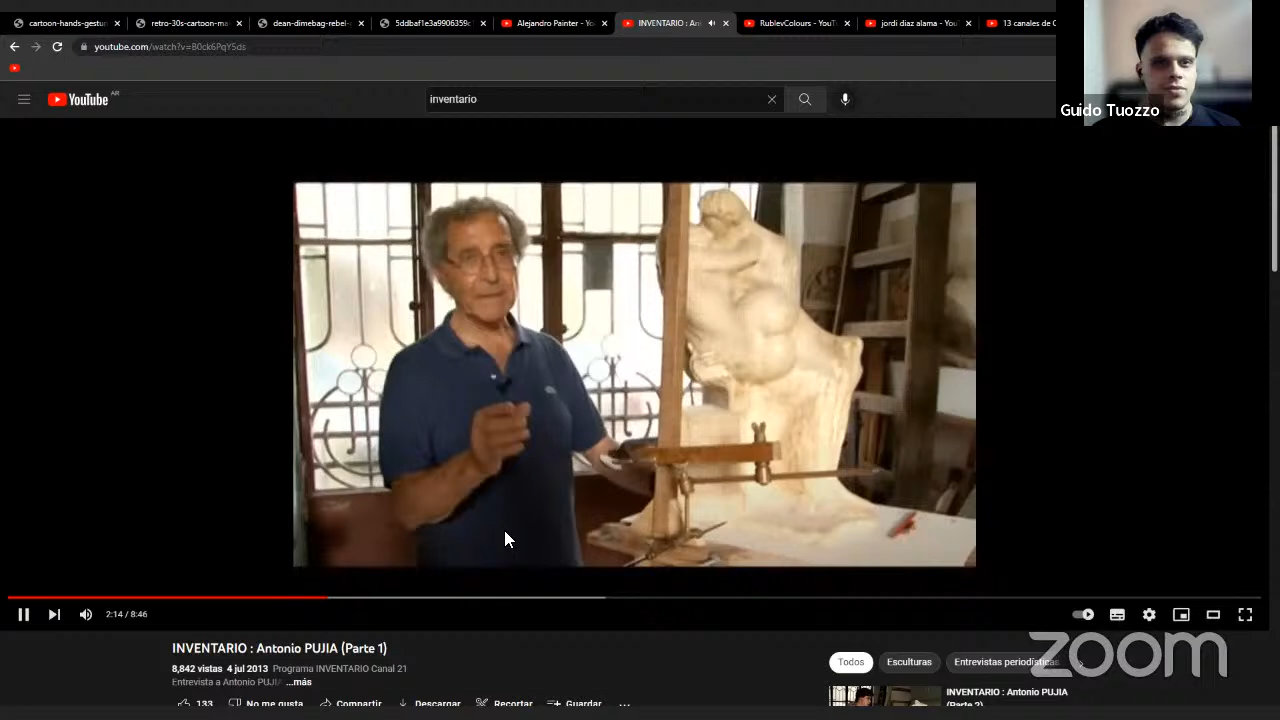 cartoon-hands-gestur
retro-30s-cartoon-ma
dean-dimebag-rebel-
5ddbaf1e3a9906359c
Alejandro Painter - Yo
INVENTARIO : An
RublevColours - YouT
jordi diaz alama - You
13 canales de
youtube.com/watch?v=B0ck6PqY5ds
YouTube AR
inventario
Guido Tuozzo
2:14 / 8:46
INVENTARIO : Antonio PUJIA (Parte 1)
8,842 vistas 4 jul 2013 Programa INVENTARIO Canal 21
Entrevista a Antonio PUJIA ...más
133 No me gusta Compartir Descargar Recortar Guardar ...
Todos Esculturas Entrevistas periodísticas
INVENTARIO : Antonio PUJIA
(Parte 2)
zoom